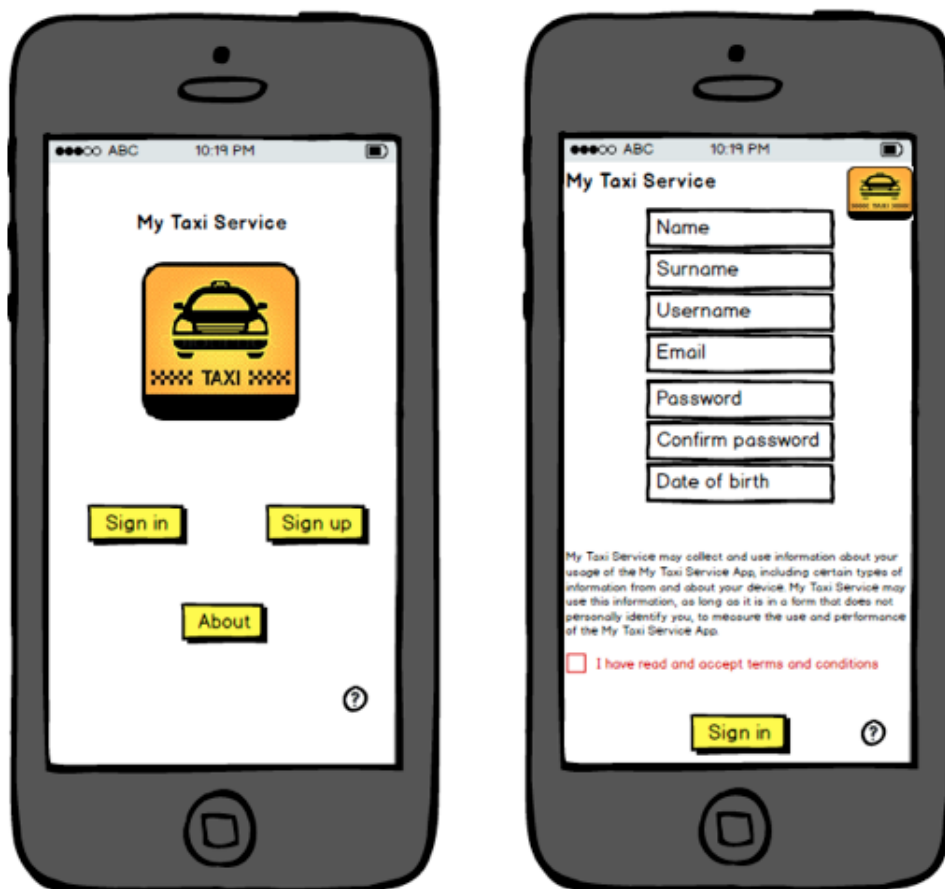 ABC 10:19 PM
My Taxi Service
TAXI
Sign in
Sign up
About
?
ABC 10:19 PM
My Taxi Service
TAXI
Name
Surname
Username
Email
Password
Confirm password
Date of birth
My Taxi Service may collect and use information about your
usage of the My Taxi Service App, including certain types of
information from and about your device. My Taxi Service may
use this information, as long as it is in a form that does not
personally identify you, to measure the use and performance
of the My Taxi Service App.
I have read and accept terms and conditions
Sign in
?